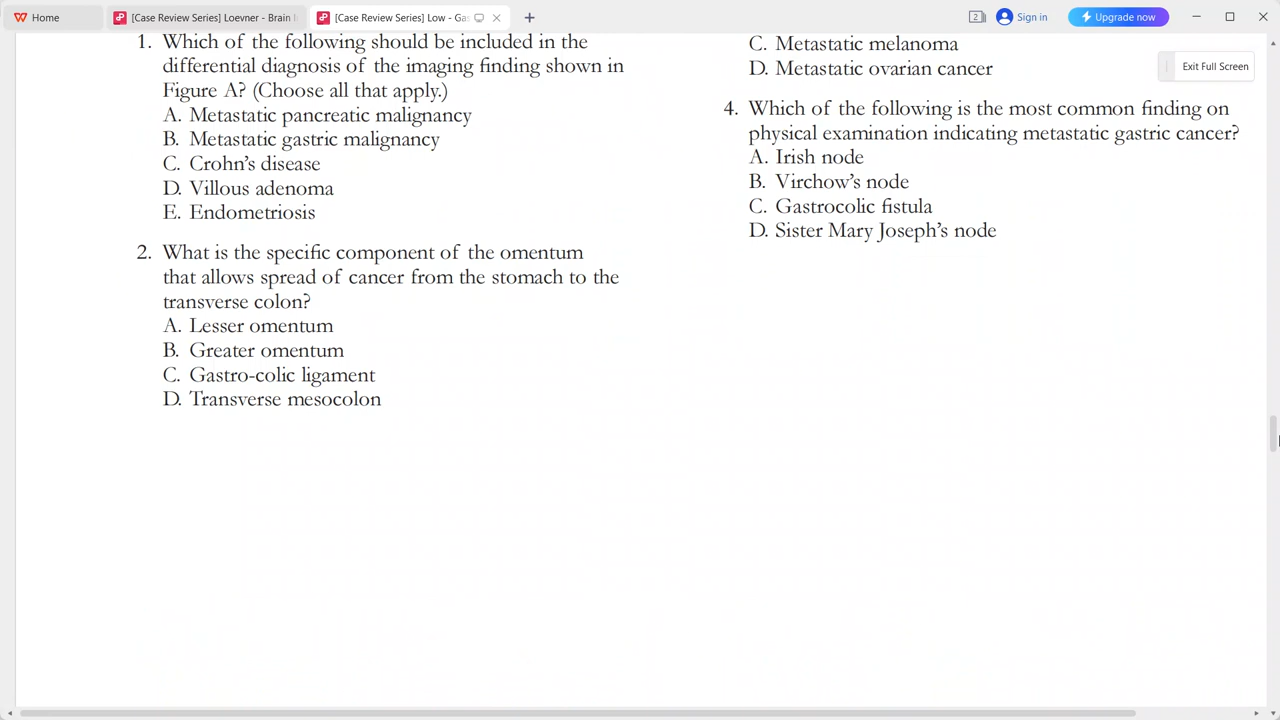 Home
[Case Review Series] Loevner - Brain I
[Case Review Series] Low - Gas
2
Sign in
Upgrade now
Exit Full Screen
1. Which of the following should be included in the
differential diagnosis of the imaging finding shown in
Figure A? (Choose all that apply.)
A. Metastatic pancreatic malignancy
B. Metastatic gastric malignancy
C. Crohn’s disease
D. Villous adenoma
E. Endometriosis
2. What is the specific component of the omentum
that allows spread of cancer from the stomach to the
transverse colon?
A. Lesser omentum
B. Greater omentum
C. Gastro-colic ligament
D. Transverse mesocolon
C. Metastatic melanoma
D. Metastatic ovarian cancer
4. Which of the following is the most common finding on
physical examination indicating metastatic gastric cancer?
A. Irish node
B. Virchow’s node
C. Gastrocolic fistula
D. Sister Mary Joseph’s node